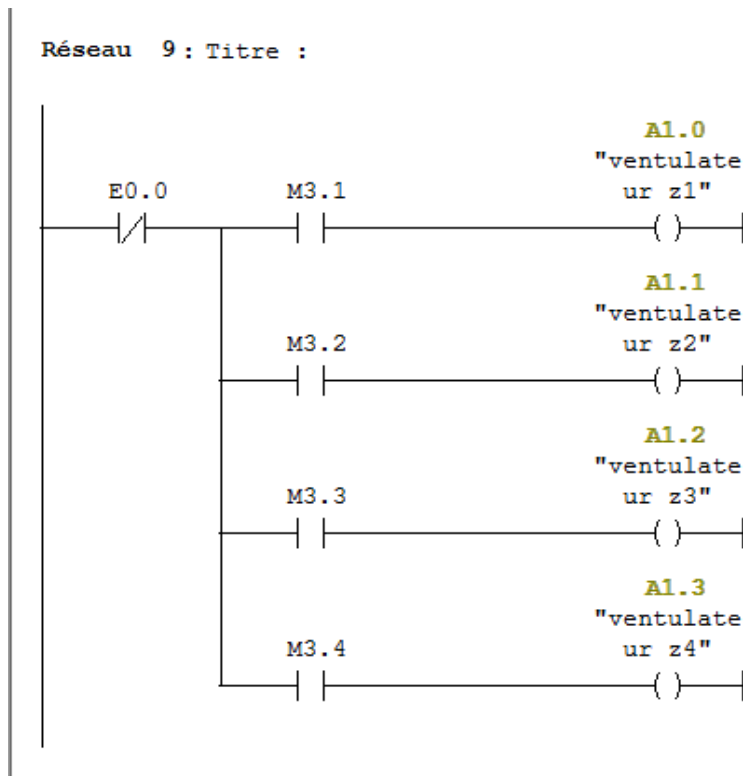 Réseau 9 : Titre :
A1.0
"ventulate
ur z1"
E0.0
M3.1
A1.1
"ventulate
ur z2"
M3.2
A1.2
"ventulate
ur z3"
M3.3
A1.3
"ventulate
ur z4"
M3.4